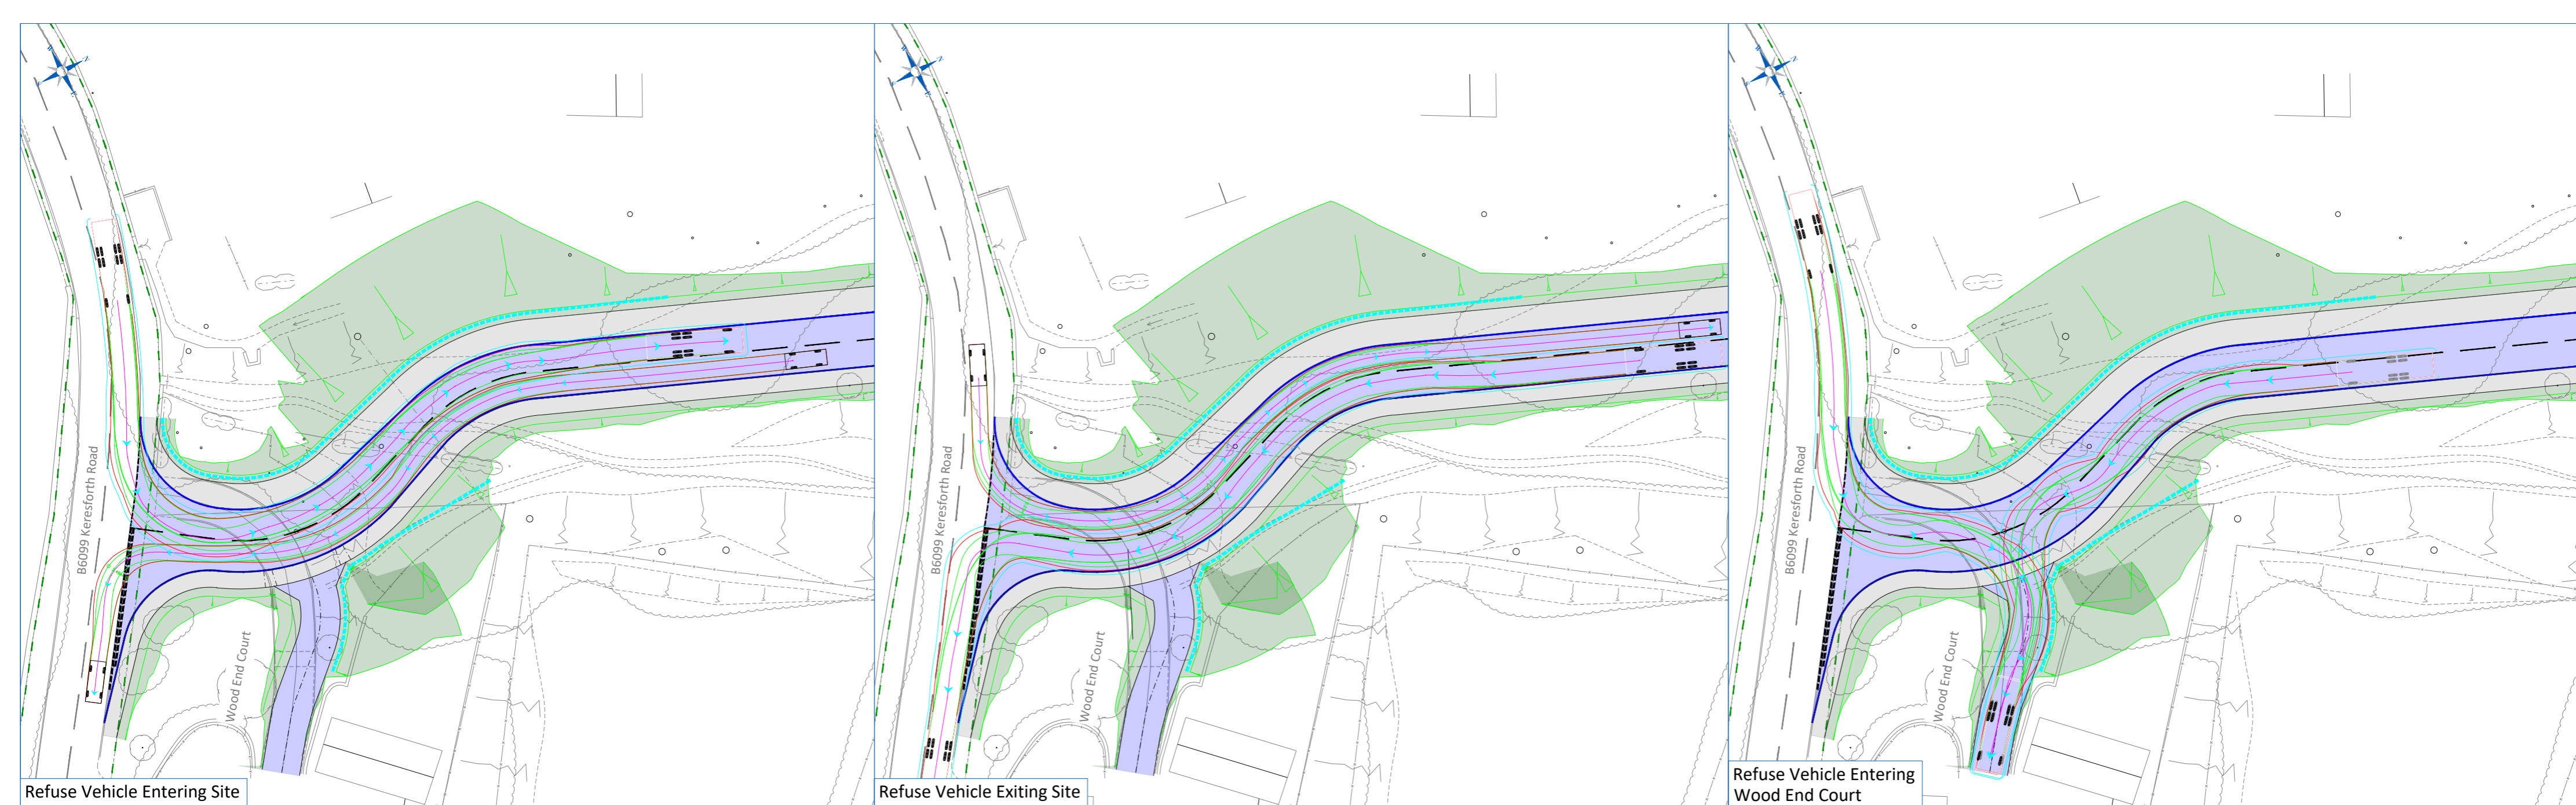 B6099 Keresforth Road
Wood End Court
Refuse Vehicle Entering Site
B6099 Keresforth Road
Wood End Court
Refuse Vehicle Exiting Site
B6099 Keresforth Road
Wood End Court
Refuse Vehicle Entering
Wood End Court